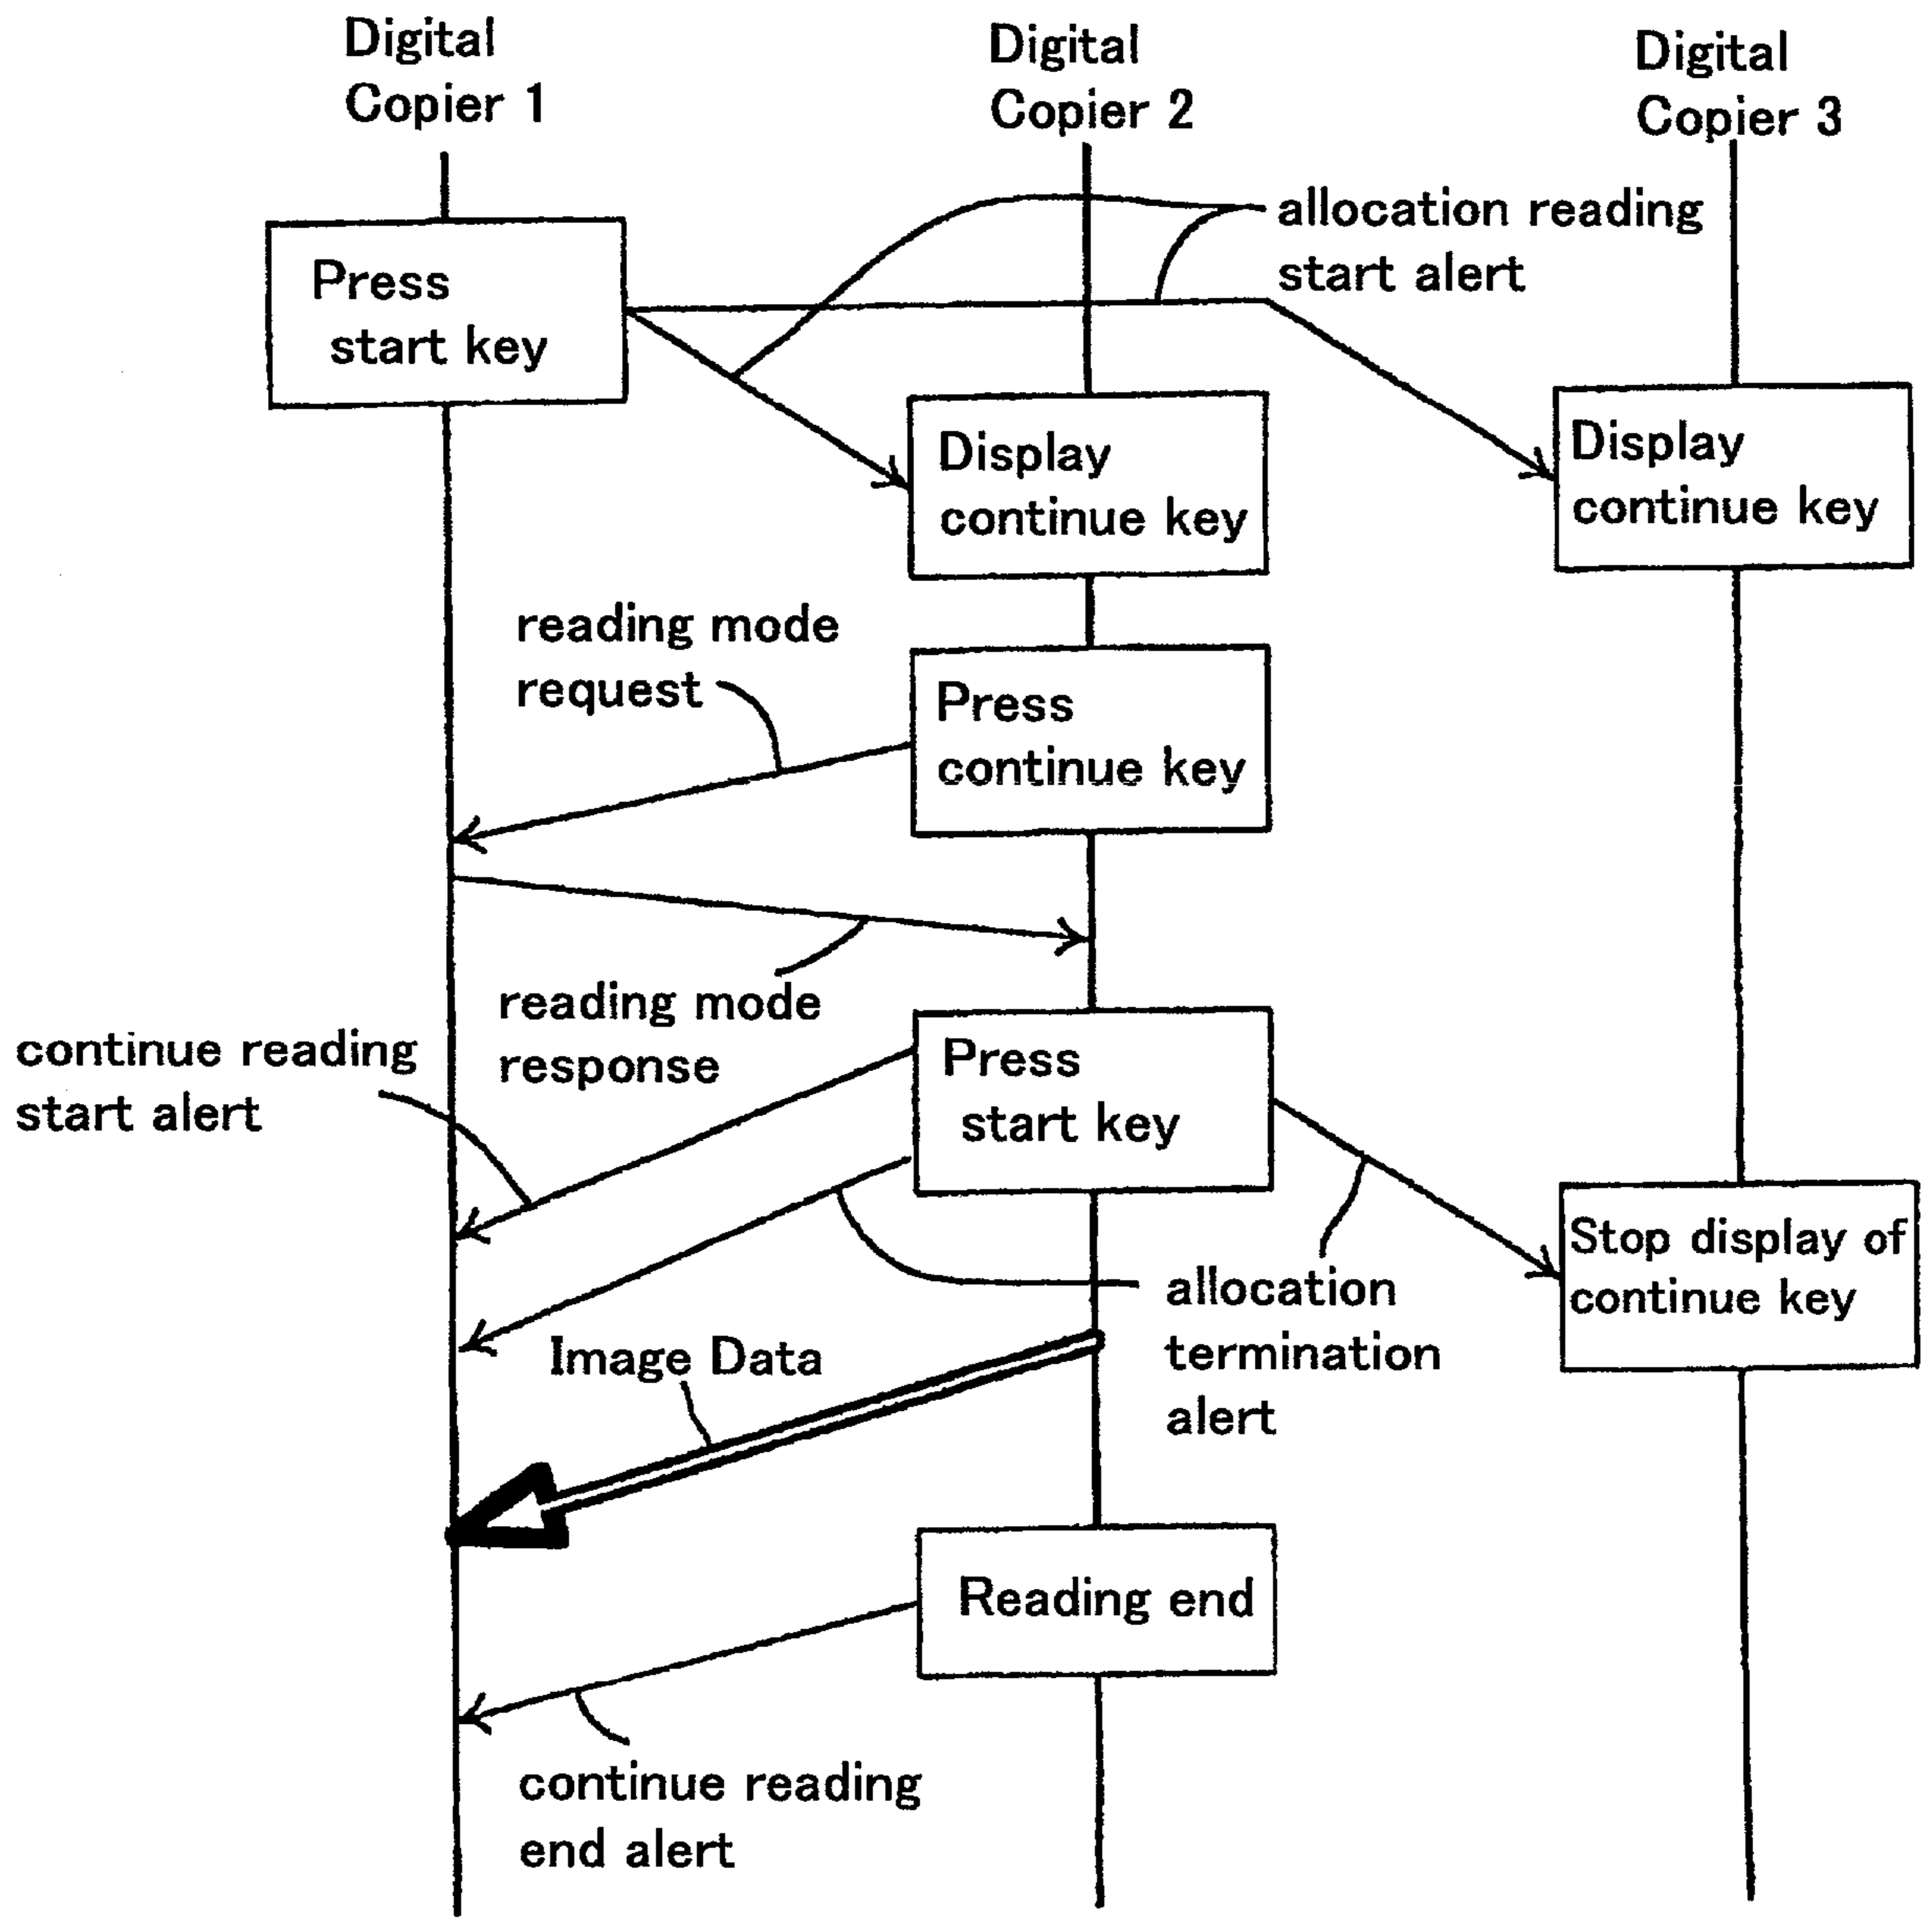 Digital
Copier 1
Digital
Copier 2
Digital
Copier 3
allocation reading
start alert
Press
start key
Display
continue key
Display
continue key
reading mode
request
Press
continue key
reading mode
response
continue reading
start alert
Press
start key
Stop display of
continue key
allocation
termination
alert
Image Data
Reading end
continue reading
end alert